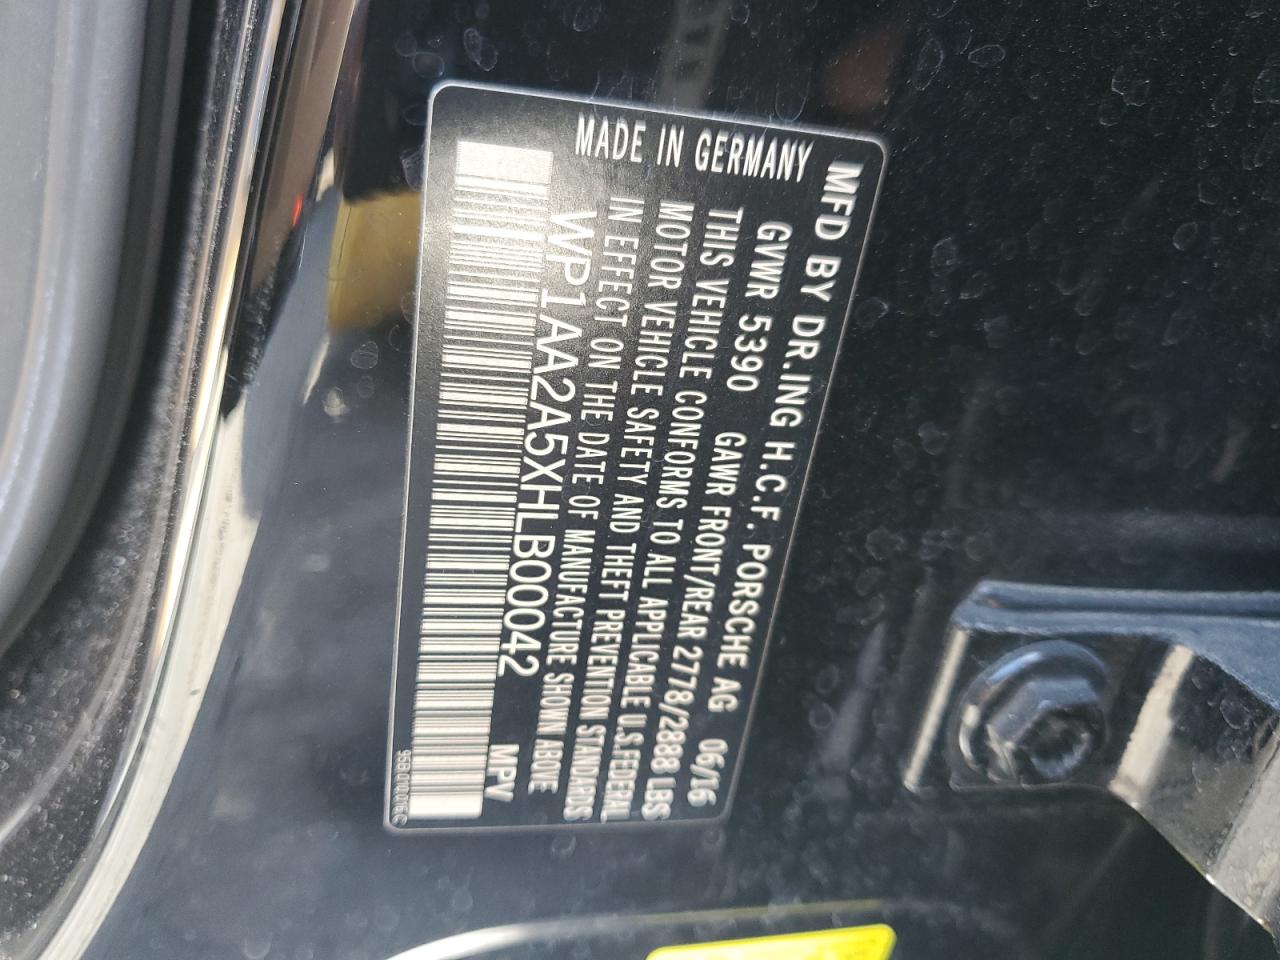 MFD BY DR.ING H.C.F. PORSCHE AG 06/16
GVWR 5390 GAWR FRONT/REAR 2778/2888 LBS
THIS VEHICLE CONFORMS TO ALL APPLICABLE U.S.FEDERAL
MOTOR VEHICLE SAFETY AND THEFT PREVENTION STANDARDS
IN EFFECT ON THE DATE OF MANUFACTURE SHOWN ABOVE
MADE IN GERMANY
WP1AA2A5XHLB00042 MPV